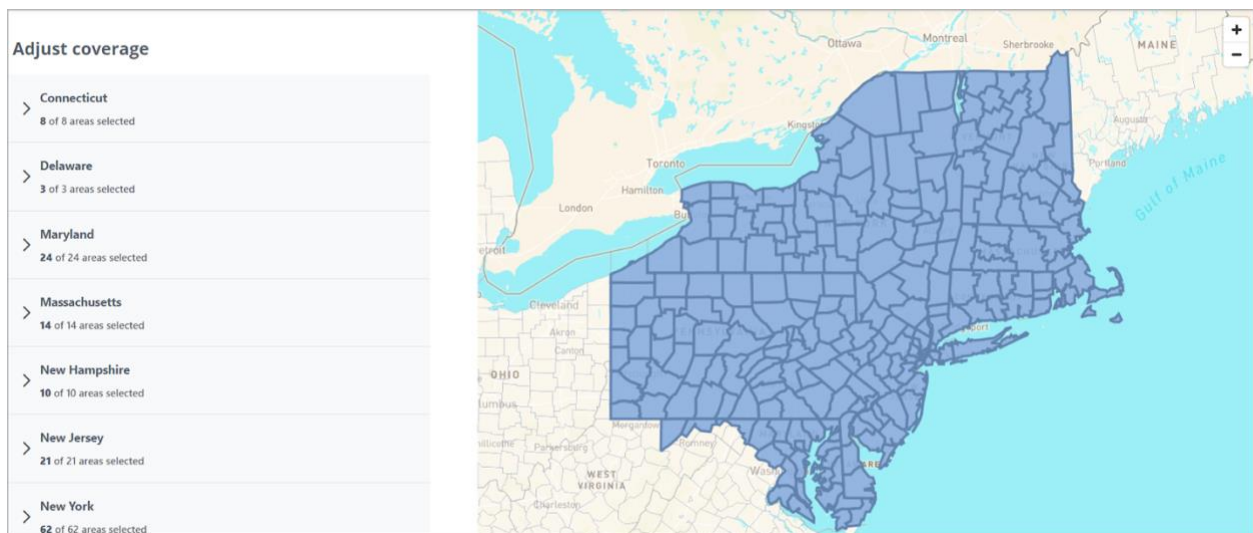 Adjust coverage
Connecticut
8 of 8 areas selected
Delaware
3 of 3 areas selected
Maryland
24 of 24 areas selected
Massachusetts
14 of 14 areas selected
New Hampshire
10 of 10 areas selected
New Jersey
21 of 21 areas selected
New York
62 of 62 areas selected
+
−
Ottawa
Montreal
Sherbrooke
MAINE
Augusta
Portland
Gulf of Maine
Toronto
Hamilton
London
Cleveland
Akron
Canton
OHIO
Parkersburg
Romney
WEST
VIRGINIA
Charleston